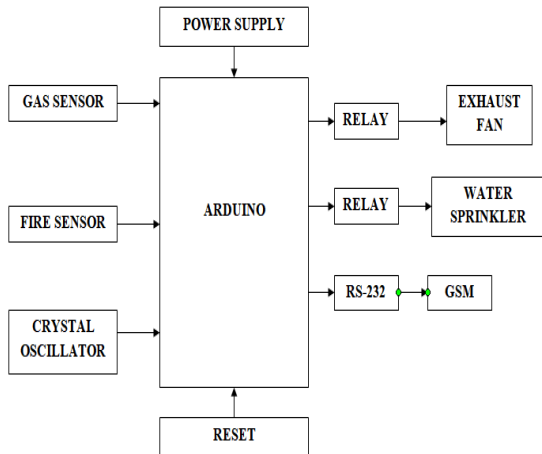 POWER SUPPLY
GAS SENSOR
RELAY
EXHAUST
FAN
FIRE SENSOR
ARDUINO
RELAY
WATER
SPRINKLER
RS-232
GSM
CRYSTAL
OSCILLATOR
RESET